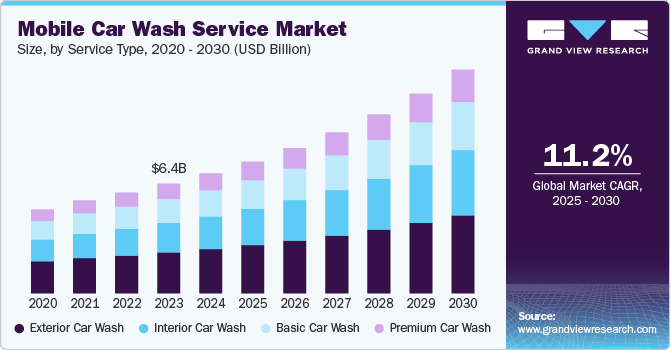 Mobile Car Wash Service Market
Size, by Service Type, 2020 - 2030 (USD Billion)
$6.4B
2020 2021 2022 2023 2024 2025 2026 2027 2028 2029 2030
Exterior Car Wash Interior Car Wash Basic Car Wash Premium Car Wash
GRAND VIEW RESEARCH
11.2%
Global Market CAGR,
2025 - 2030
Source:
www.grandviewresearch.com